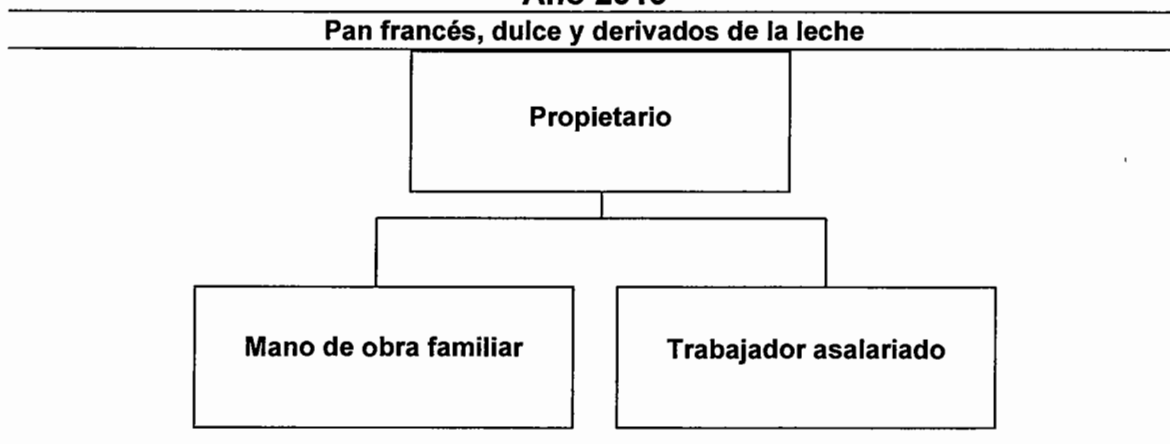 Pan francés, dulce y derivados de la leche
Propietario
Mano de obra familiar
Trabajador asalariado